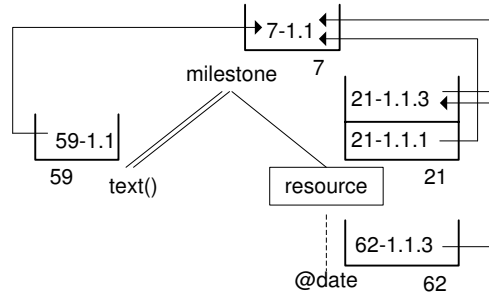 7-1.1
7
milestone
21-1.1.3
59-1.1
21-1.1.1
59
text()
resource
21
62-1.1.3
@date
62